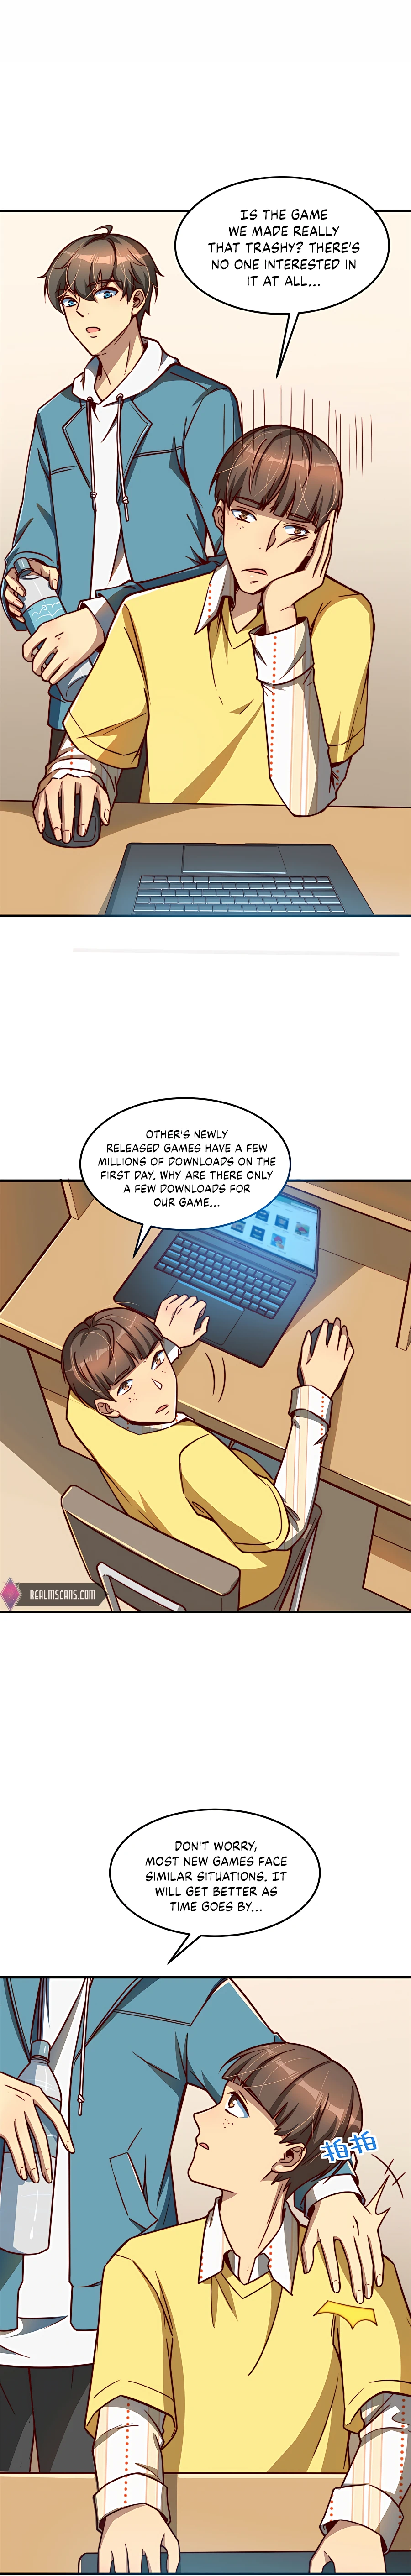 IS THE GAME
WE MADE REALLY
THAT TRASHY? THERE'S
NO ONE INTERESTED IN
IT AT ALL...
OTHER'S NEWLY
RELEASED GAMES HAVE A FEW
MILLIONS OF DOWNLOADS ON THE
FIRST DAY. WHY ARE THERE ONLY
A FEW DOWNLOADS FOR
OUR GAME...
REALMSCANS.COM
DON'T WORRY,
MOST NEW GAMES FACE
SIMILAR SITUATIONS. IT
WILL GET BETTER AS
TIME GOES BY...
拍拍